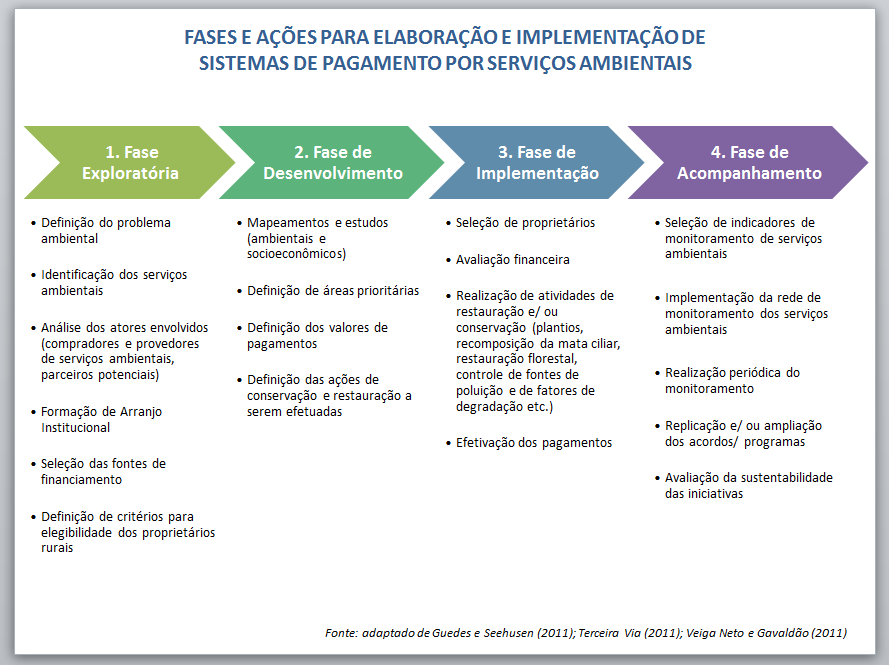 FASES E AÇÕES PARA ELABORAÇÃO E IMPLEMENTAÇÃO DE
SISTEMAS DE PAGAMENTO POR SERVIÇOS AMBIENTAIS
1. Fase
Exploratória
• Definição do problema
ambiental
• Identificação dos serviços
ambientais
• Análise dos atores envolvidos
(compradores e provedores
de serviços ambientais,
parceiros potenciais)
• Formação de Arranjo
Institucional
• Seleção das fontes de
financiamento
• Definição de critérios para
elegibilidade dos proprietários
rurais
2. Fase de
Desenvolvimento
• Mapeamentos e estudos
(ambientais e
socioeconômicos)
• Definição de áreas prioritárias
• Definição dos valores de
pagamentos
• Definição das ações de
conservação e restauração a
serem efetuadas
3. Fase de
Implementação
• Seleção de proprietários
• Avaliação financeira
• Realização de atividades de
restauração e/ ou
conservação (plantios,
recomposição da mata ciliar,
restauração florestal,
controle de fontes de
poluição e de fatores de
degradação etc.)
• Efetivação dos pagamentos
4. Fase de
Acompanhamento
• Seleção de indicadores de
monitoramento de serviços
ambientais
• Implementação da rede de
monitoramento dos serviços
ambientais
• Realização periódica do
monitoramento
• Replicação e/ ou ampliação
dos acordos/ programas
• Avaliação da sustentabilidade
das iniciativas
Fonte: adaptado de Guedes e Seehusen (2011); Terceira Via (2011); Veiga Neto e Gavaldão (2011)